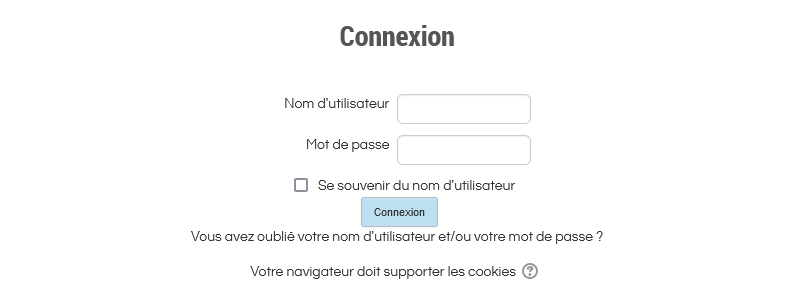 Connexion
Nom d'utilisateur
Mot de passe
Se souvenir du nom d'utilisateur
Connexion
Vous avez oublié votre nom d'utilisateur et/ou votre mot de passe ?
Votre navigateur doit supporter les cookies ?